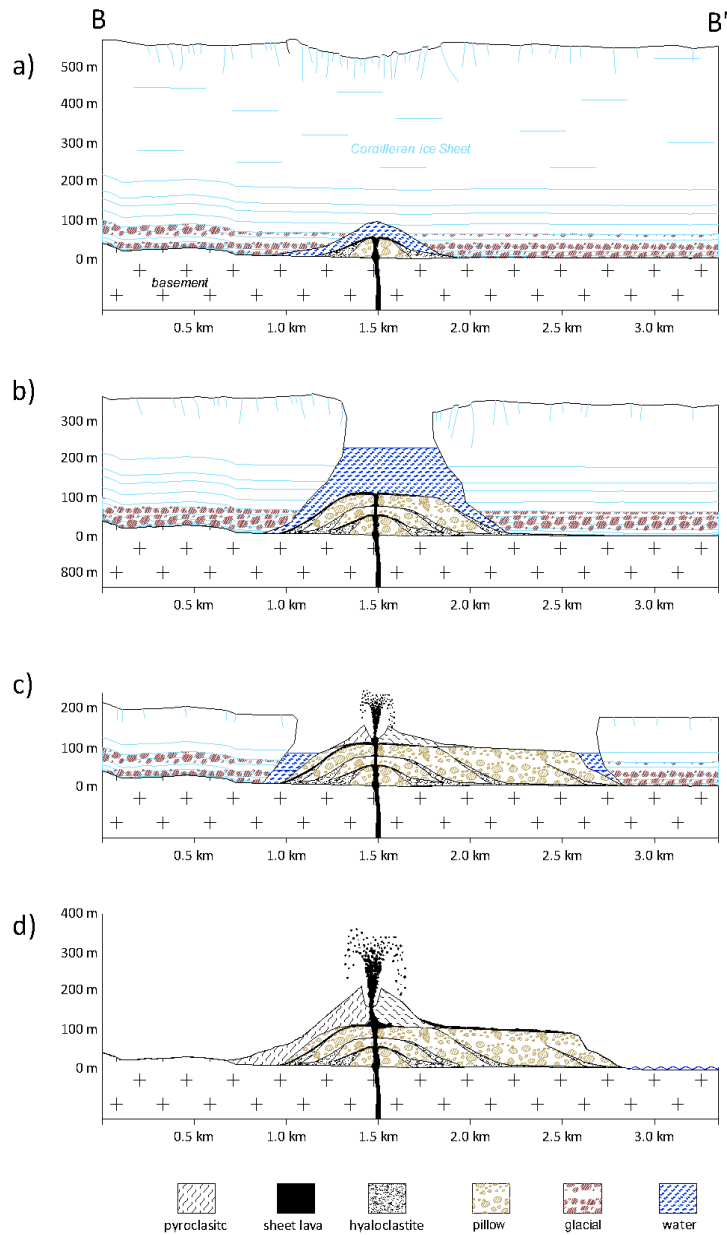 B B'
a)
500 m
400 m
300 m
Cordilleran Ice Sheet
200 m
100 m
0 m
basement
0.5 km 1.0 km 1.5 km 2.0 km 2.5 km 3.0 km
b)
300 m
200 m
100 m
0 m
800 m
0.5 km 1.0 km 1.5 km 2.0 km 2.5 km 3.0 km
c)
200 m
100 m
0 m
0.5 km 1.0 km 1.5 km 2.0 km 2.5 km 3.0 km
d)
400 m
300 m
200 m
100 m
0 m
0.5 km 1.0 km 1.5 km 2.0 km 2.5 km 3.0 km
pyroclasitc sheet lava hyaloclastite pillow glacial water